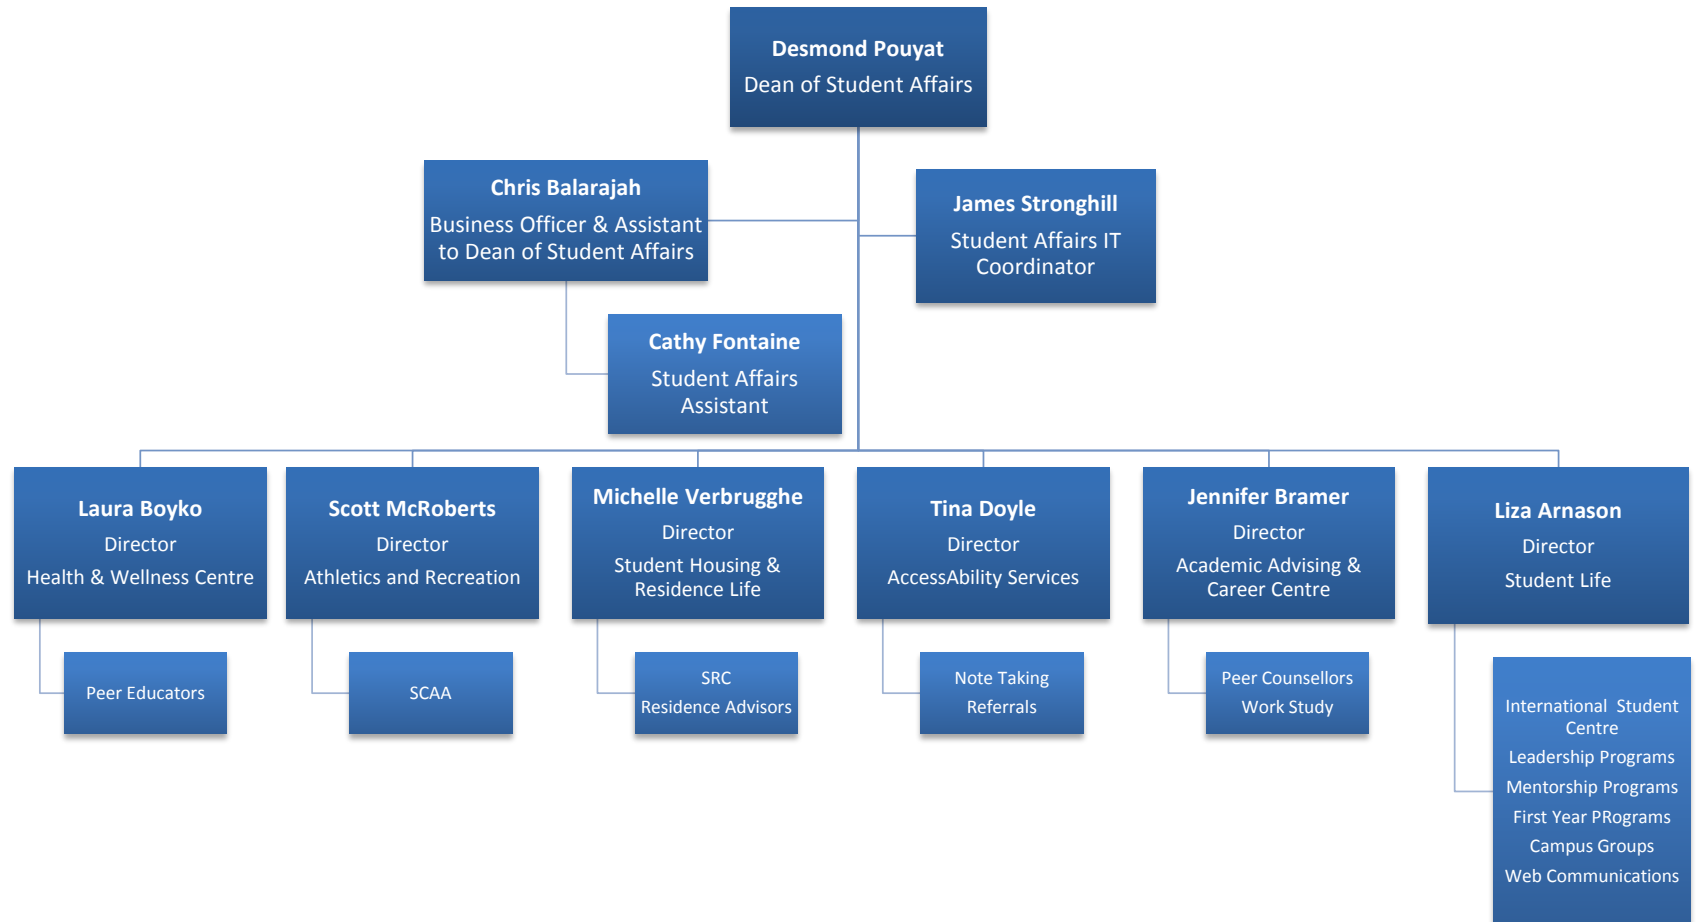 Desmond Pouyat
Dean of Student Affairs
Chris Balarajah
Business Officer & Assistant
to Dean of Student Affairs
James Stronghill
Student Affairs IT
Coordinator
Cathy Fontaine
Student Affairs
Assistant
Laura Boyko
Director
Health & Wellness Centre
Scott McRoberts
Director
Athletics and Recreation
Michelle Verbrugghe
Director
Student Housing &
Residence Life
Tina Doyle
Director
AccessAbility Services
Jennifer Bramer
Director
Academic Advising &
Career Centre
Liza Arnason
Director
Student Life
Peer Educators
SCAA
SRC
Residence Advisors
Note Taking
Referrals
Peer Counsellors
Work Study
International Student
Centre
Leadership Programs
Mentorship Programs
First Year PRograms
Campus Groups
Web Communications